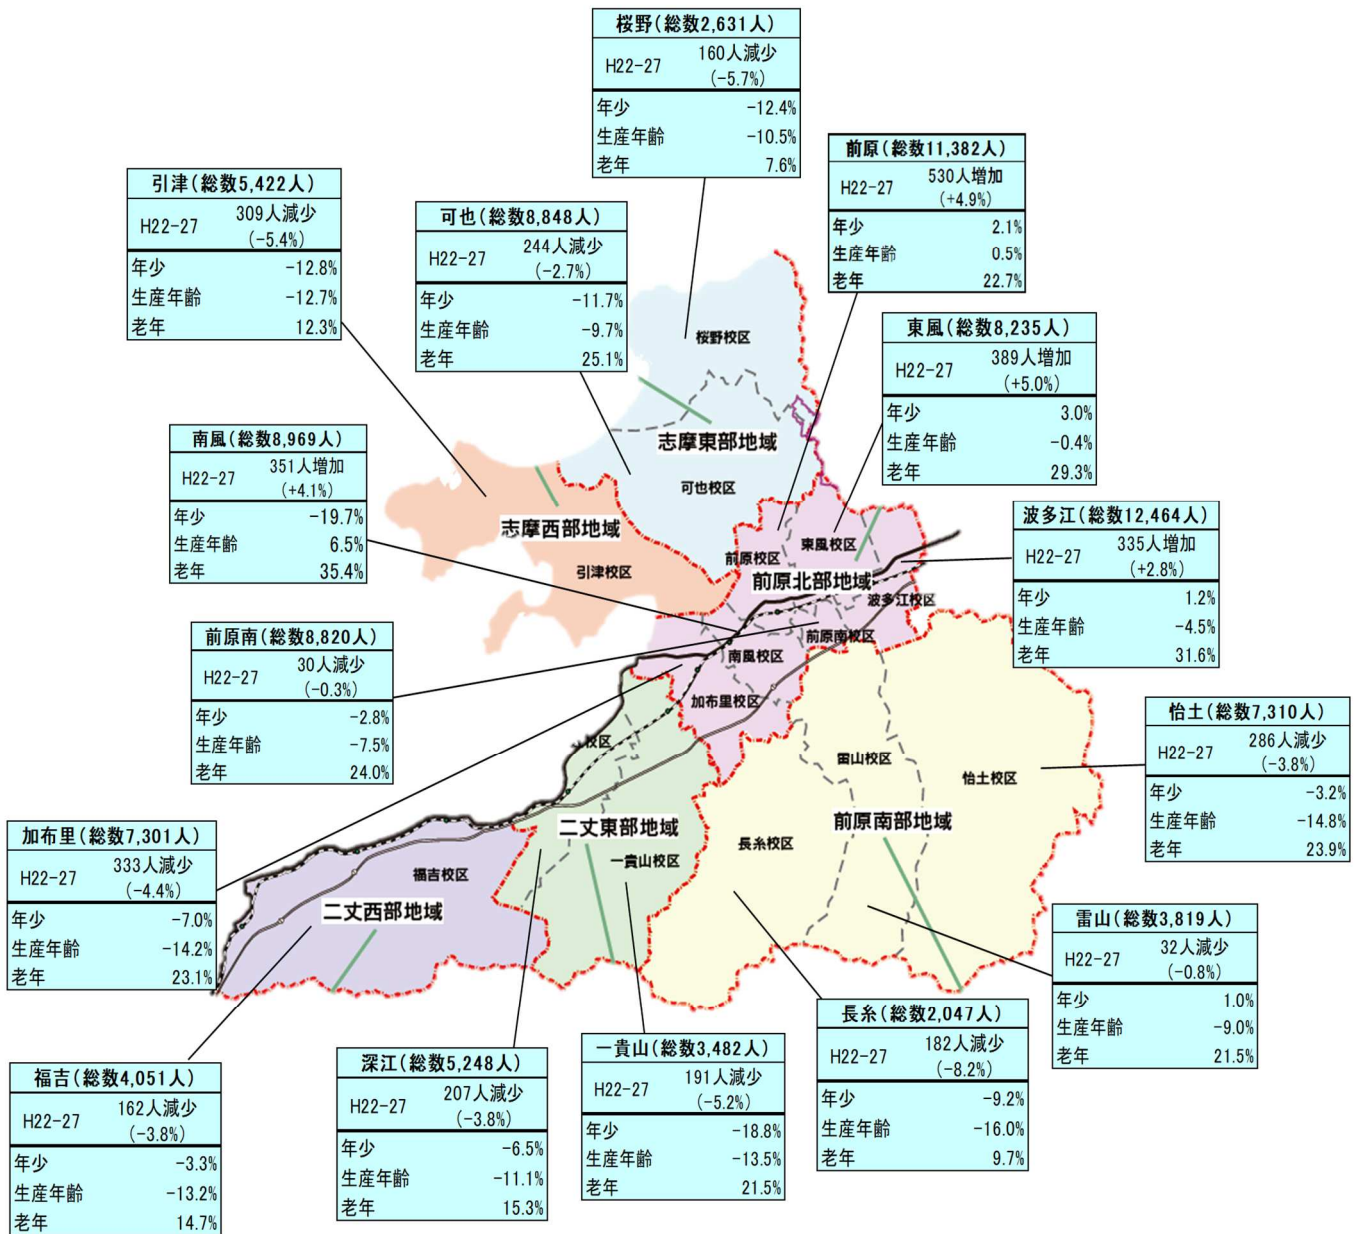 桜野(総数2,631人)
H22-27 160人減少
(-5.7%)
年少 -12.4%
生産年齢 -10.5%
老年 7.6%
前原(総数11,382人)
H22-27 530人増加
(+4.9%)
年少 2.1%
生産年齢 0.5%
老年 22.7%
引津(総数5,422人)
H22-27 309人減少
(-5.4%)
年少 -12.8%
生産年齢 -12.7%
老年 12.3%
可也(総数8,848人)
H22-27 244人減少
(-2.7%)
年少 -11.7%
生産年齢 -9.7%
老年 25.1%
東風(総数8,235人)
H22-27 389人増加
(+5.0%)
年少 3.0%
生産年齢 -0.4%
老年 29.3%
南風(総数8,969人)
H22-27 351人増加
(+4.1%)
年少 -19.7%
生産年齢 6.5%
老年 35.4%
波多江(総数12,464人)
H22-27 335人増加
(+2.8%)
年少 1.2%
生産年齢 -4.5%
老年 31.6%
前原南(総数8,820人)
H22-27 30人減少
(-0.3%)
年少 -2.8%
生産年齢 -7.5%
老年 24.0%
怡土(総数7,310人)
H22-27 286人減少
(-3.8%)
年少 -3.2%
生産年齢 -14.8%
老年 23.9%
加布里(総数7,301人)
H22-27 333人減少
(-4.4%)
年少 -7.0%
生産年齢 -14.2%
老年 23.1%
雷山(総数3,819人)
H22-27 32人減少
(-0.8%)
年少 1.0%
生産年齢 -9.0%
老年 21.5%
長糸(総数2,047人)
H22-27 182人減少
(-8.2%)
年少 -9.2%
生産年齢 -16.0%
老年 9.7%
一貴山(総数3,482人)
H22-27 191人減少
(-5.2%)
年少 -18.8%
生産年齢 -13.5%
老年 21.5%
深江(総数5,248人)
H22-27 207人減少
(-3.8%)
年少 -6.5%
生産年齢 -11.1%
老年 15.3%
福吉(総数4,051人)
H22-27 162人減少
(-3.8%)
年少 -3.3%
生産年齢 -13.2%
老年 14.7%
桜野校区
志摩東部地域
可也校区
志摩西部地域
引津校区
東風校区
前原校区
前原北部地域
波多江校区
前原南校区
南風校区
加布里校区
校区
雷山校区
怡土校区
二丈東部地域
前原南部地域
長糸校区
一貴山校区
福吉校区
二丈西部地域